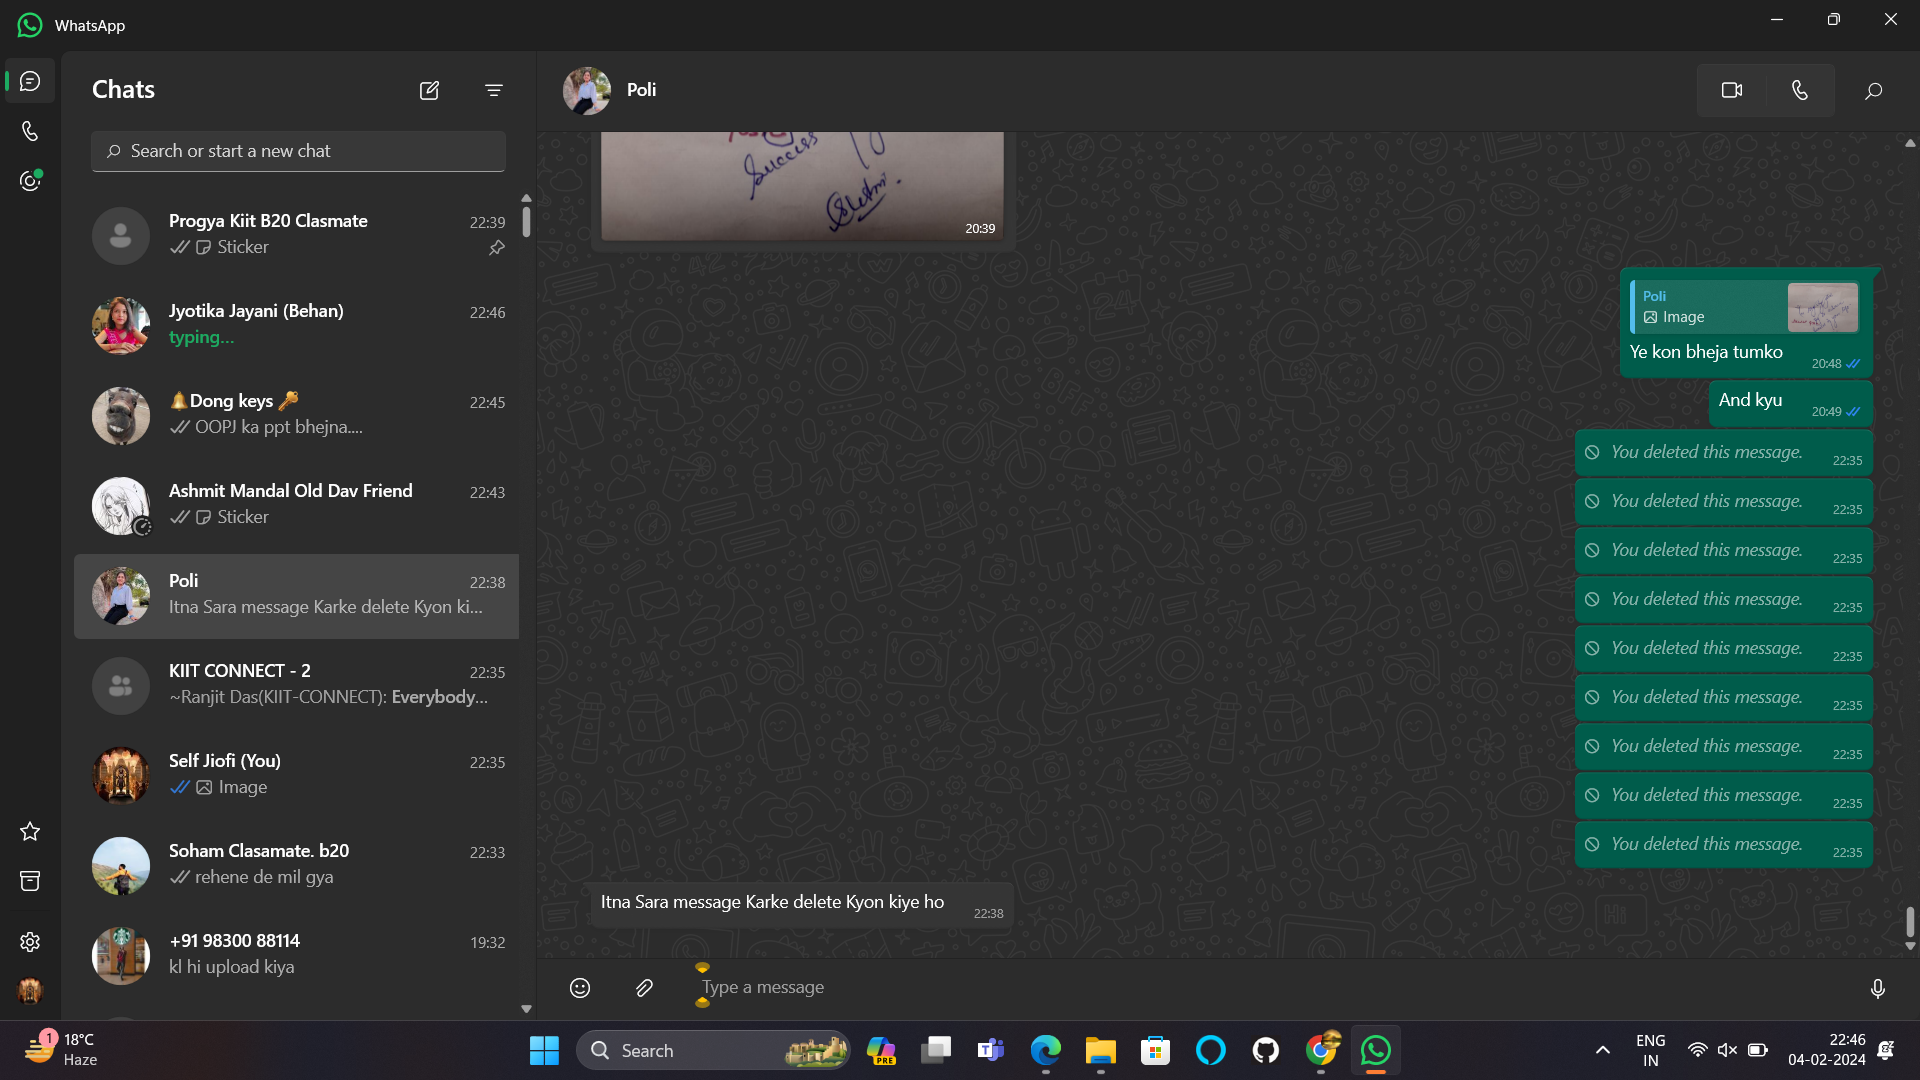 WhatsApp
Chats
Search or start a new chat
Progya Kiit B20 Clasmate
22:39
Sticker
Jyotika Jayani (Behan)
22:46
typing...
🔔Dong keys 🔑
22:45
OOPJ ka ppt bhejna....
Ashmit Mandal Old Dav Friend
22:43
Sticker
Poli
22:38
Itna Sara message Karke delete Kyon ki...
KIIT CONNECT - 2
22:35
~Ranjit Das(KIIT-CONNECT): Everybody...
Self Jiofi (You)
22:35
Image
Soham Clasamate. b20
22:33
rehene de mil gya
+91 98300 88114
19:32
kl hi upload kiya
Poli
Success
20:39
Poli
Image
Ye kon bheja tumko
20:48
And kyu
20:49
You deleted this message.
22:35
You deleted this message.
22:35
You deleted this message.
22:35
You deleted this message.
22:35
You deleted this message.
22:35
You deleted this message.
22:35
You deleted this message.
22:35
You deleted this message.
22:35
You deleted this message.
22:35
Itna Sara message Karke delete Kyon kiye ho
22:38
Type a message
1
18°C
Haze
Search
PRE
ENG
IN
22:46
04-02-2024